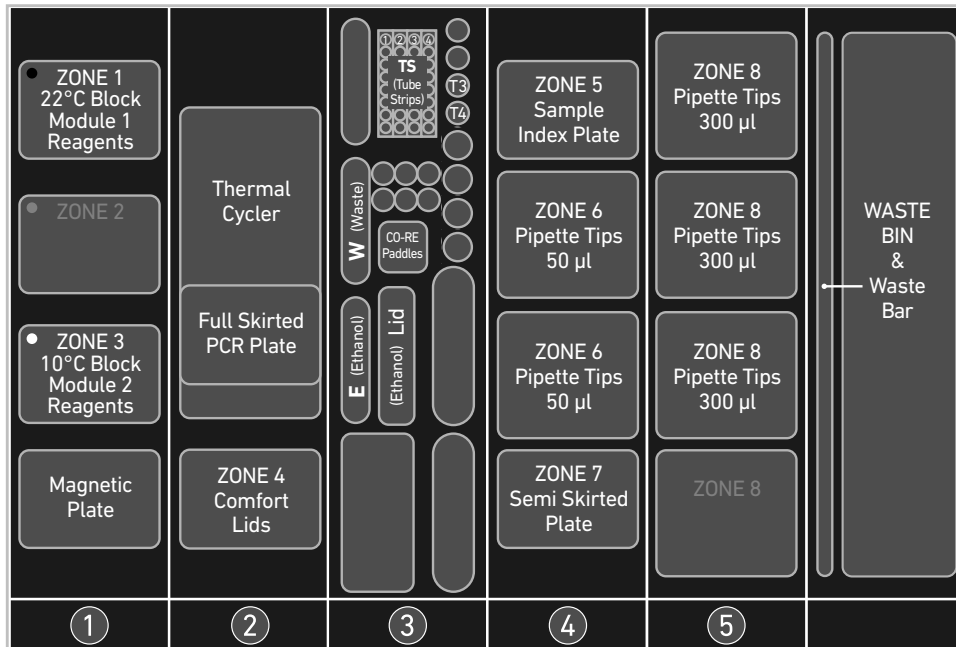 ZONE 1
22°C Block
Module 1
Reagents
ZONE 2
ZONE 3
10°C Block
Module 2
Reagents
Magnetic
Plate
1
Thermal
Cycler
Full Skirted
PCR Plate
ZONE 4
Comfort
Lids
2
1 2 3 4
TS
(Tube
Strips)
T3
T4
W (Waste)
CO-RE
Paddles
E (Ethanol)
(Ethanol) Lid
3
ZONE 5
Sample
Index Plate
ZONE 6
Pipette Tips
50 µl
ZONE 6
Pipette Tips
50 µl
ZONE 7
Semi Skirted
Plate
4
ZONE 8
Pipette Tips
300 µl
ZONE 8
Pipette Tips
300 µl
ZONE 8
Pipette Tips
300 µl
ZONE 8
5
WASTE
BIN
&
Waste
Bar